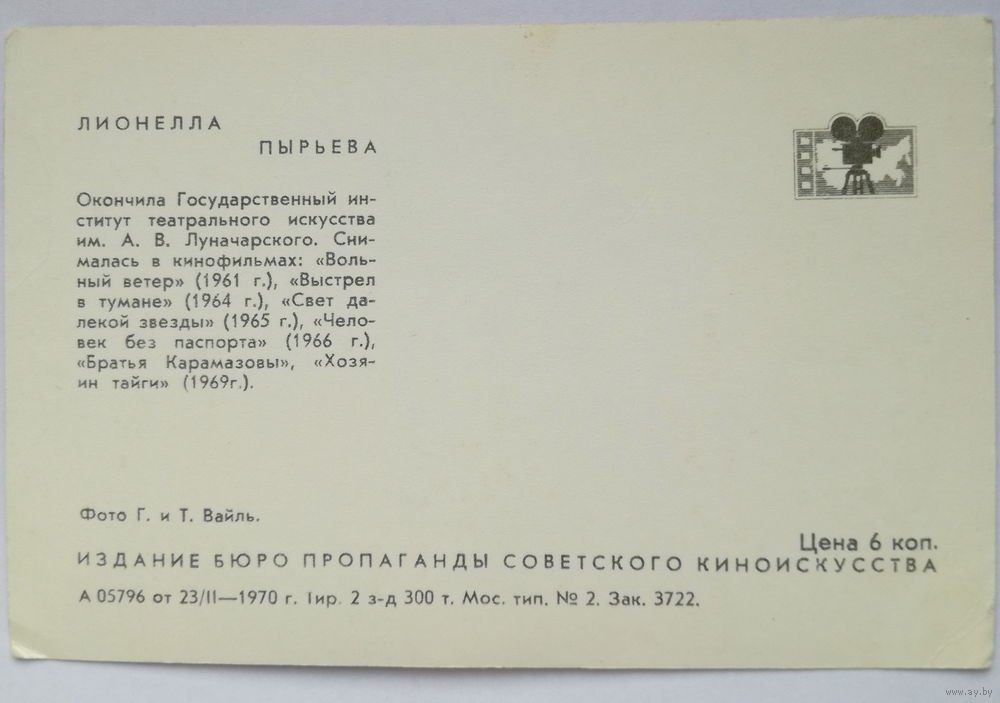 ЛИОНЕЛЛА
ПЫРЬЕВА
Окончила Государственный ин-
ститут театрального искусства
им. А. В. Луначарского. Сни-
малась в кинофильмах: «Воль-
ный ветер» (1961 г.), «Выстрел
в тумане» (1964 г.), «Свет да-
лекой звезды» (1965 г.), «Чело-
век без паспорта» (1966 г.),
«Братья Карамазовы», «Хозя-
ин тайги» (1969г.).
Фото Г. и Т. Вайль.
Цена 6 коп.
ИЗДАНИЕ БЮРО ПРОПАГАНДЫ СОВЕТСКОГО КИНОИСКУССТВА
А 05796 от 23/II—1970 г. Тир. 2 з-д 300 т. Мос. тип. № 2. Зак. 3722.
www.ay.by